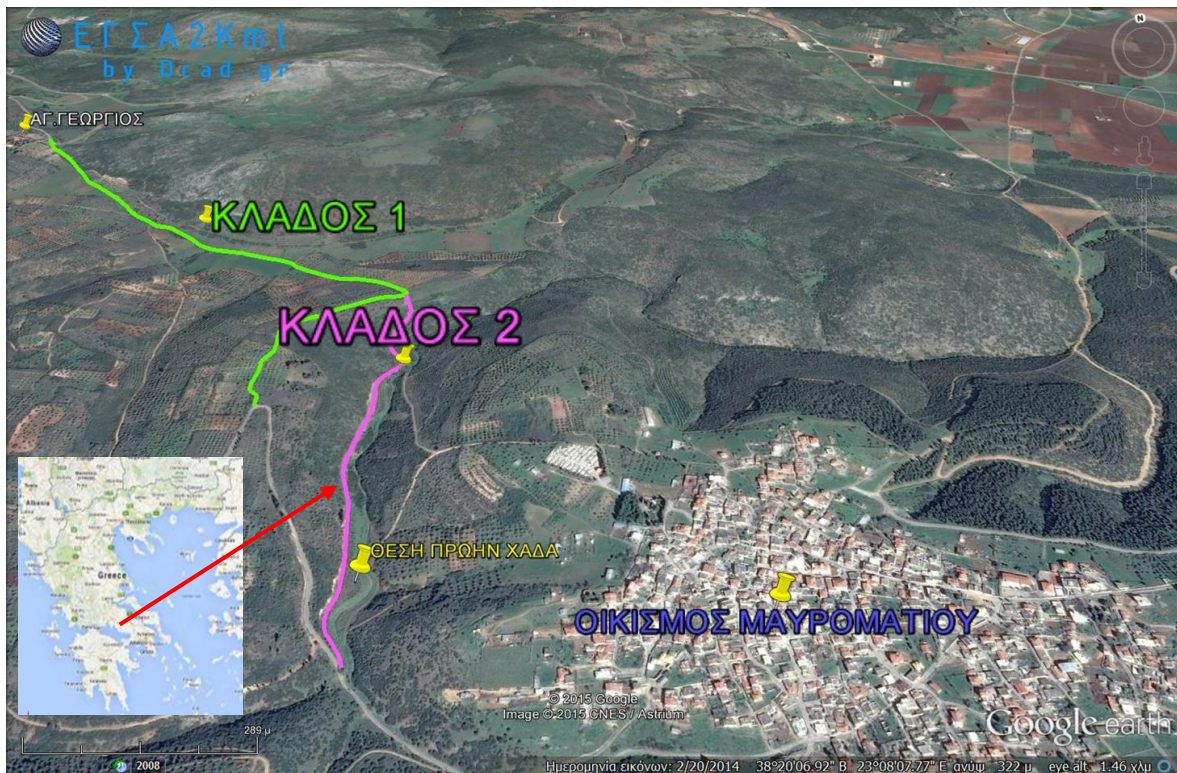 ΕΓΣΑ2Kml
by Dcad.gr
N
ΑΓ.ΓΕΩΡΓΙΟΣ
ΚΛΑΔΟΣ 1
ΚΛΑΔΟΣ 2
ΘΕΣΗ ΠΡΩΗΝ ΧΑΔΑ
ΟΙΚΙΣΜΟΣ ΜΑΥΡΟΜΑΤΙΟΥ
Greece
Albania
© 2015 Google
Image © 2015 CNES / Astrium
Google earth
289 μ
2008
Ημερομηνία εικόνων: 2/20/2014 38°20'06.92" Β 23°08'07.77" Ε ανύψ 322 μ eye alt 1.46 χλμ